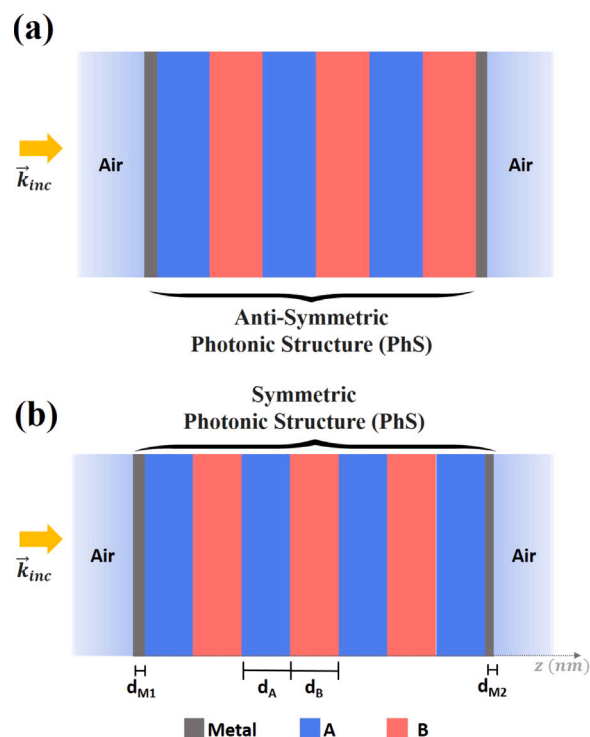 (a)
Air
Air
k⃗inc
Anti-Symmetric
Photonic Structure (PhS)
Symmetric
(b)
Photonic Structure (PhS)
Air
Air
k⃗inc
z (nm)
dM1
dA
dB
dM2
Metal
A
B